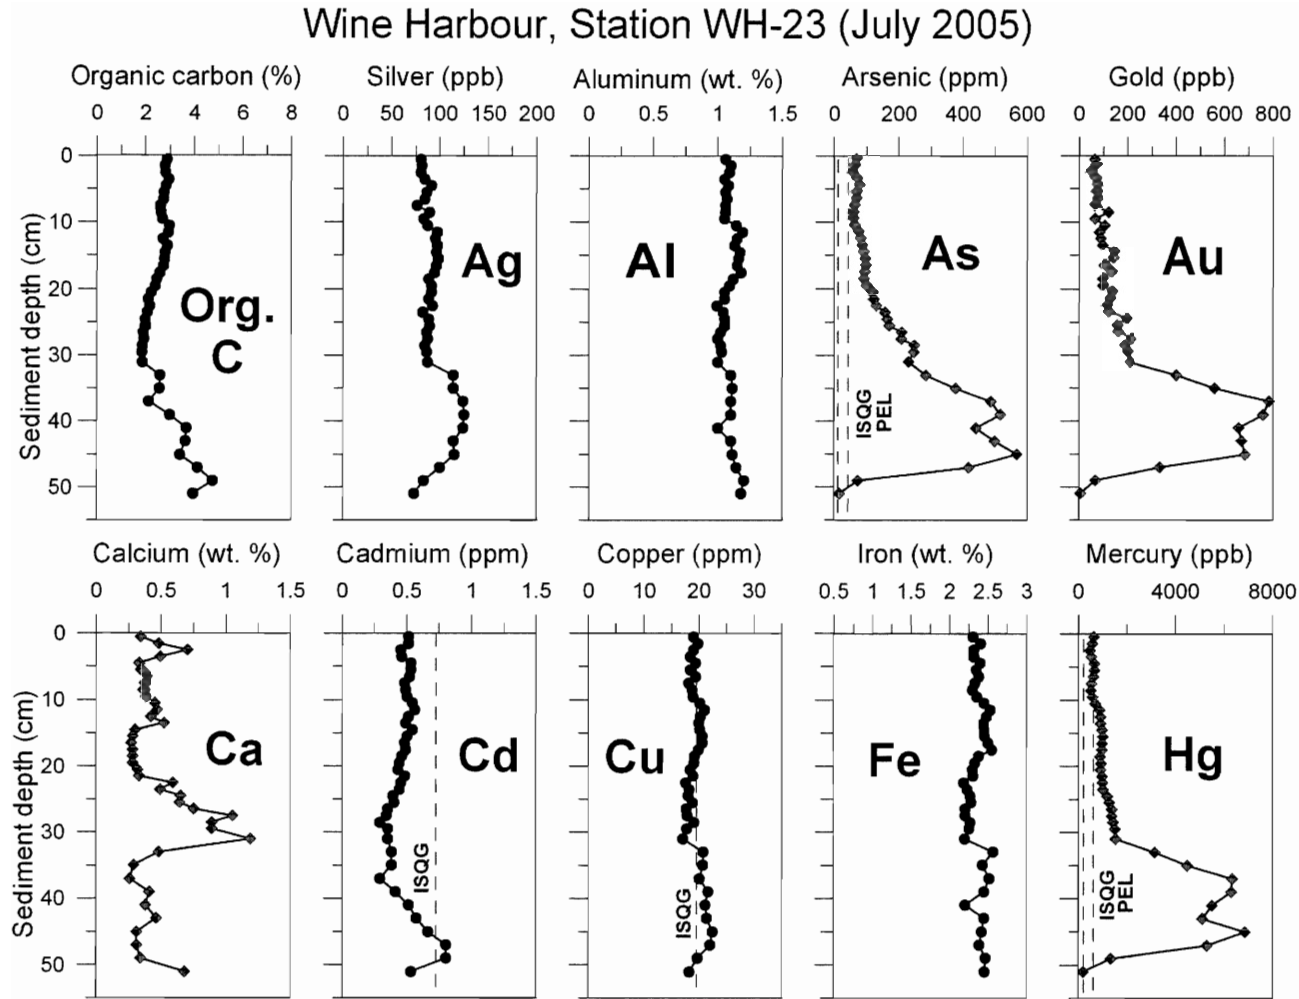 Wine Harbour, Station WH-23 (July 2005)
Organic carbon (%)
Silver (ppb)
Aluminum (wt. %)
Arsenic (ppm)
Gold (ppb)
0 2 4 6 8
0 50 100 150 200
0 0.5 1 1.5
0 200 400 600
0 200 400 600 800
Sediment depth (cm)
0
10
20
30
40
50
Org.
C
Ag
Al
As
ISQG
PEL
Au
Calcium (wt. %)
Cadmium (ppm)
Copper (ppm)
Iron (wt. %)
Mercury (ppb)
0 0.5 1 1.5
0 0.5 1 1.5
0 10 20 30
0.5 1 1.5 2 2.5 3
0 4000 8000
Sediment depth (cm)
0
10
20
30
40
50
Ca
Cd
ISQG
Cu
ISQG
Fe
Hg
ISQG
PEL